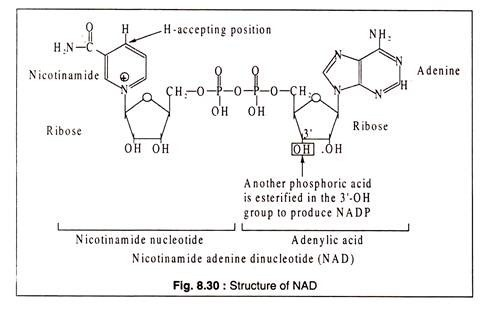 O
H
H-accepting position
H₂N–C
NH₂
Nicotinamide
N
N
N
Adenine
H
O
O
N
N
N
CH₂–O–P–O–P–O–CH₂
O
O
OH
OH
Ribose
3'
Ribose
OH
OH
OH
.OH
Another phosphoric acid
is esterified in the 3'-OH
group to produce NADP
Nicotinamide nucleotide
Adenylic acid
Nicotinamide adenine dinucleotide (NAD)
Fig. 8.30 : Structure of NAD